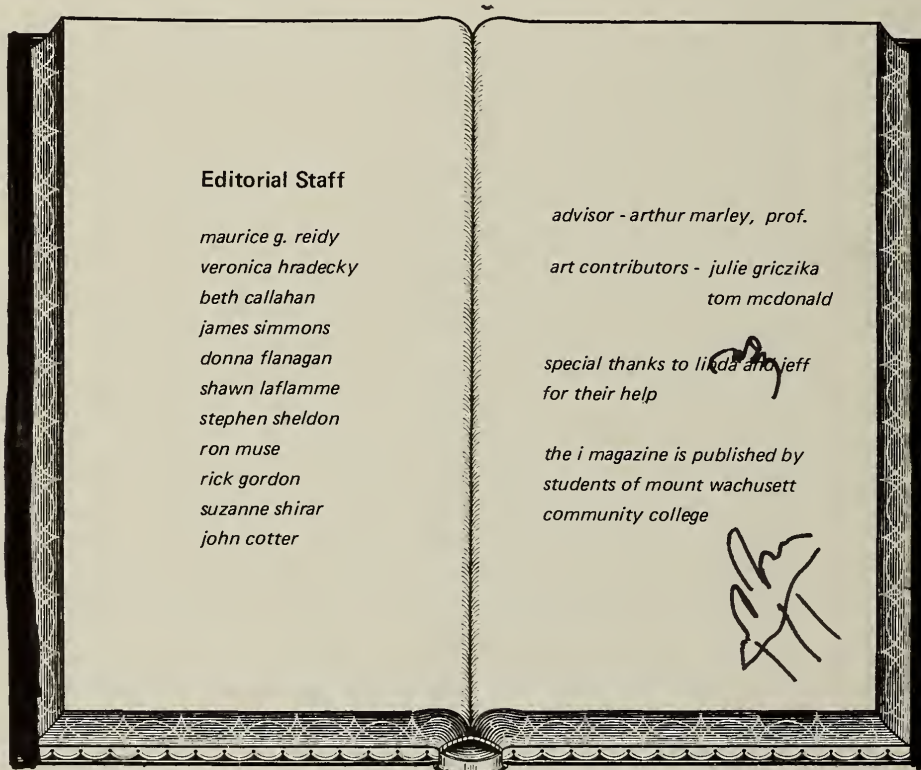 Editorial Staff
maurice g. reidy
veronica hradecky
beth callahan
james simmons
donna flanagan
shawn laflamme
stephen sheldon
ron muse
rick gordon
suzanne shirar
john cotter
advisor - arthur marley, prof.
art contributors - julie griczika
tom mcdonald
special thanks to linda and jeff
for their help
the i magazine is published by
students of mount wachusett
community college